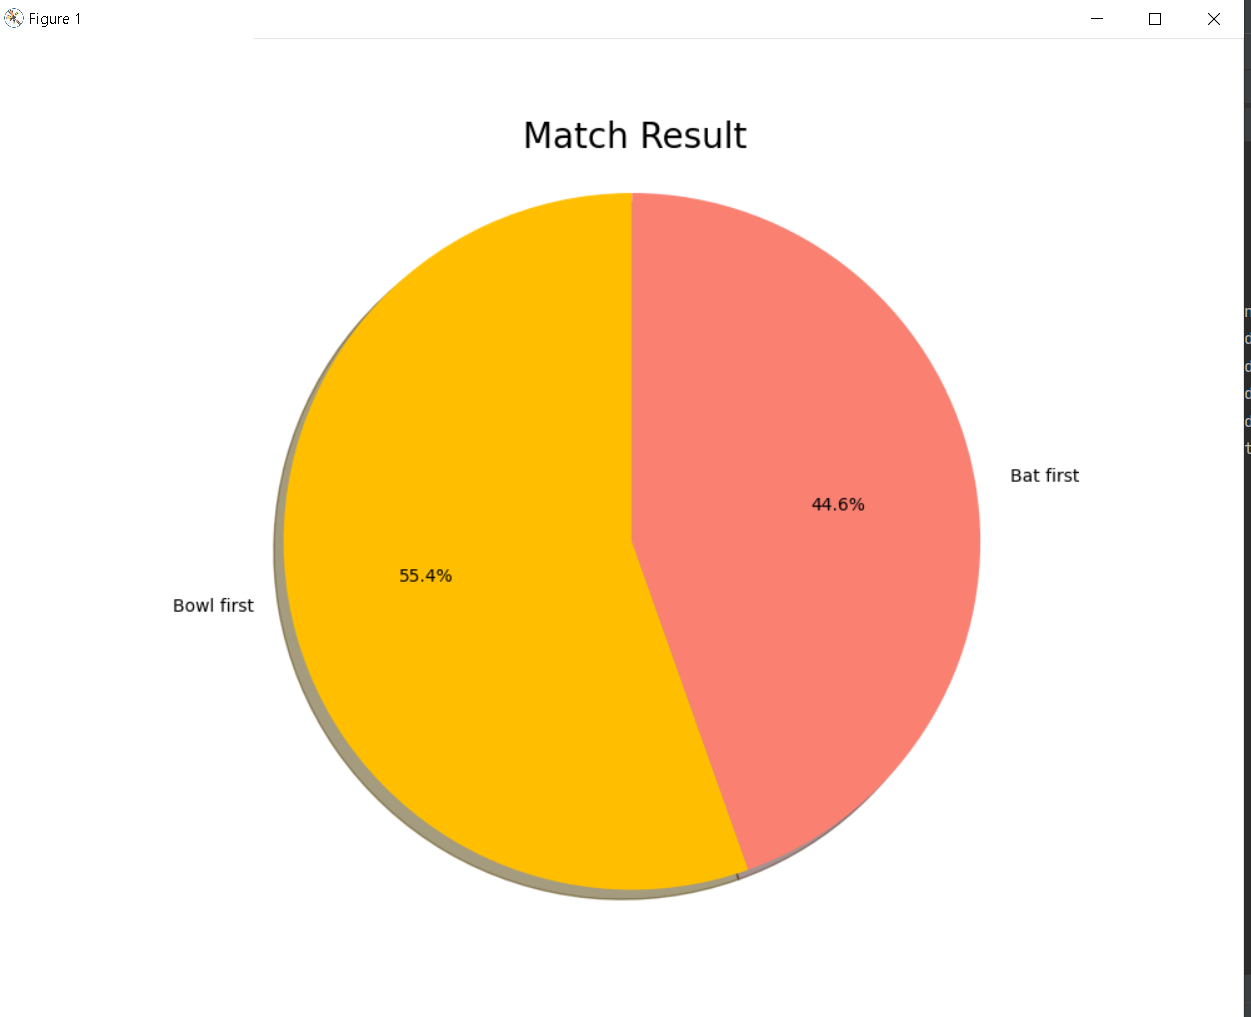 Figure 1
Match Result
Bat first
44.6%
55.4%
Bowl first